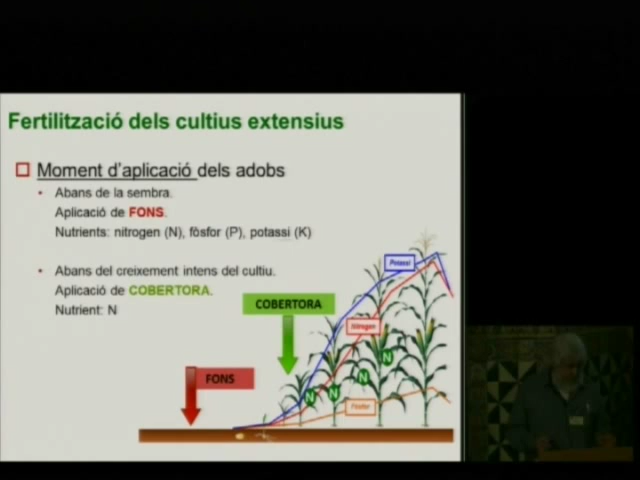 Fertilització dels cultius extensius
Moment d'aplicació dels adobs
• Abans de la sembra.
Aplicació de FONS.
Nutrients: nitrogen (N), fòsfor (P), potassi (K)
• Abans del creixement intens del cultiu.
Aplicació de COBERTORA.
Nutrient: N
Potassi
COBERTORA
Nitrogen
N
FONS
N
N
N
Fòsfor